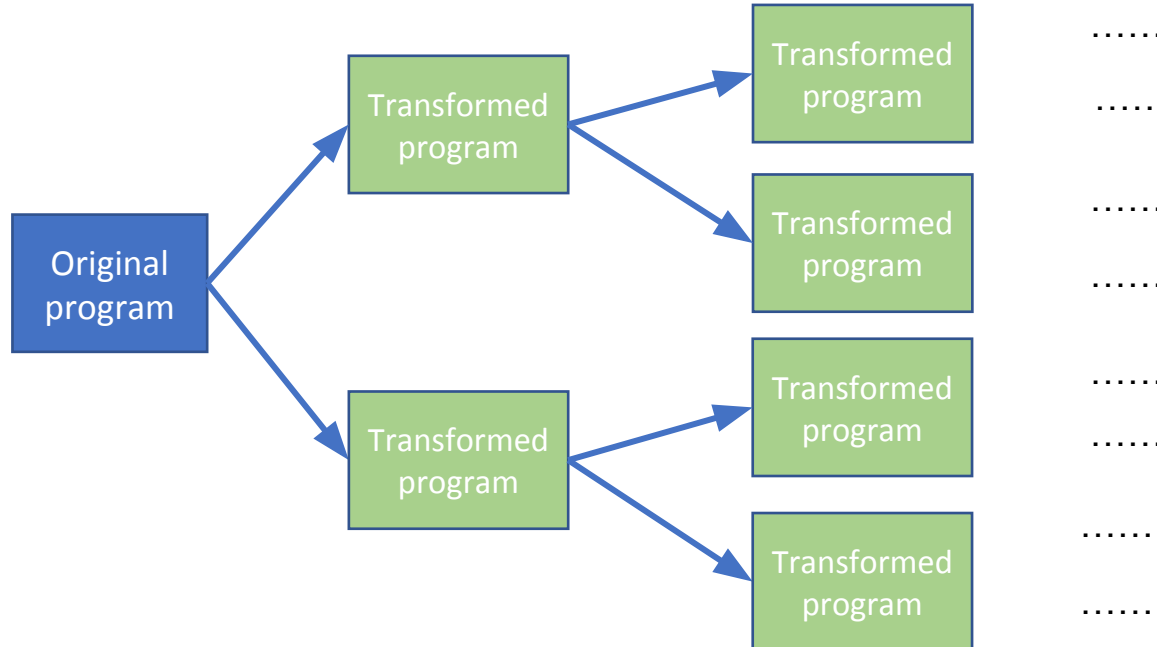 Original
program
Transformed
program
Transformed
program
Transformed
program
Transformed
program
Transformed
program
Transformed
program
......
......
......
......
......
......
......
......